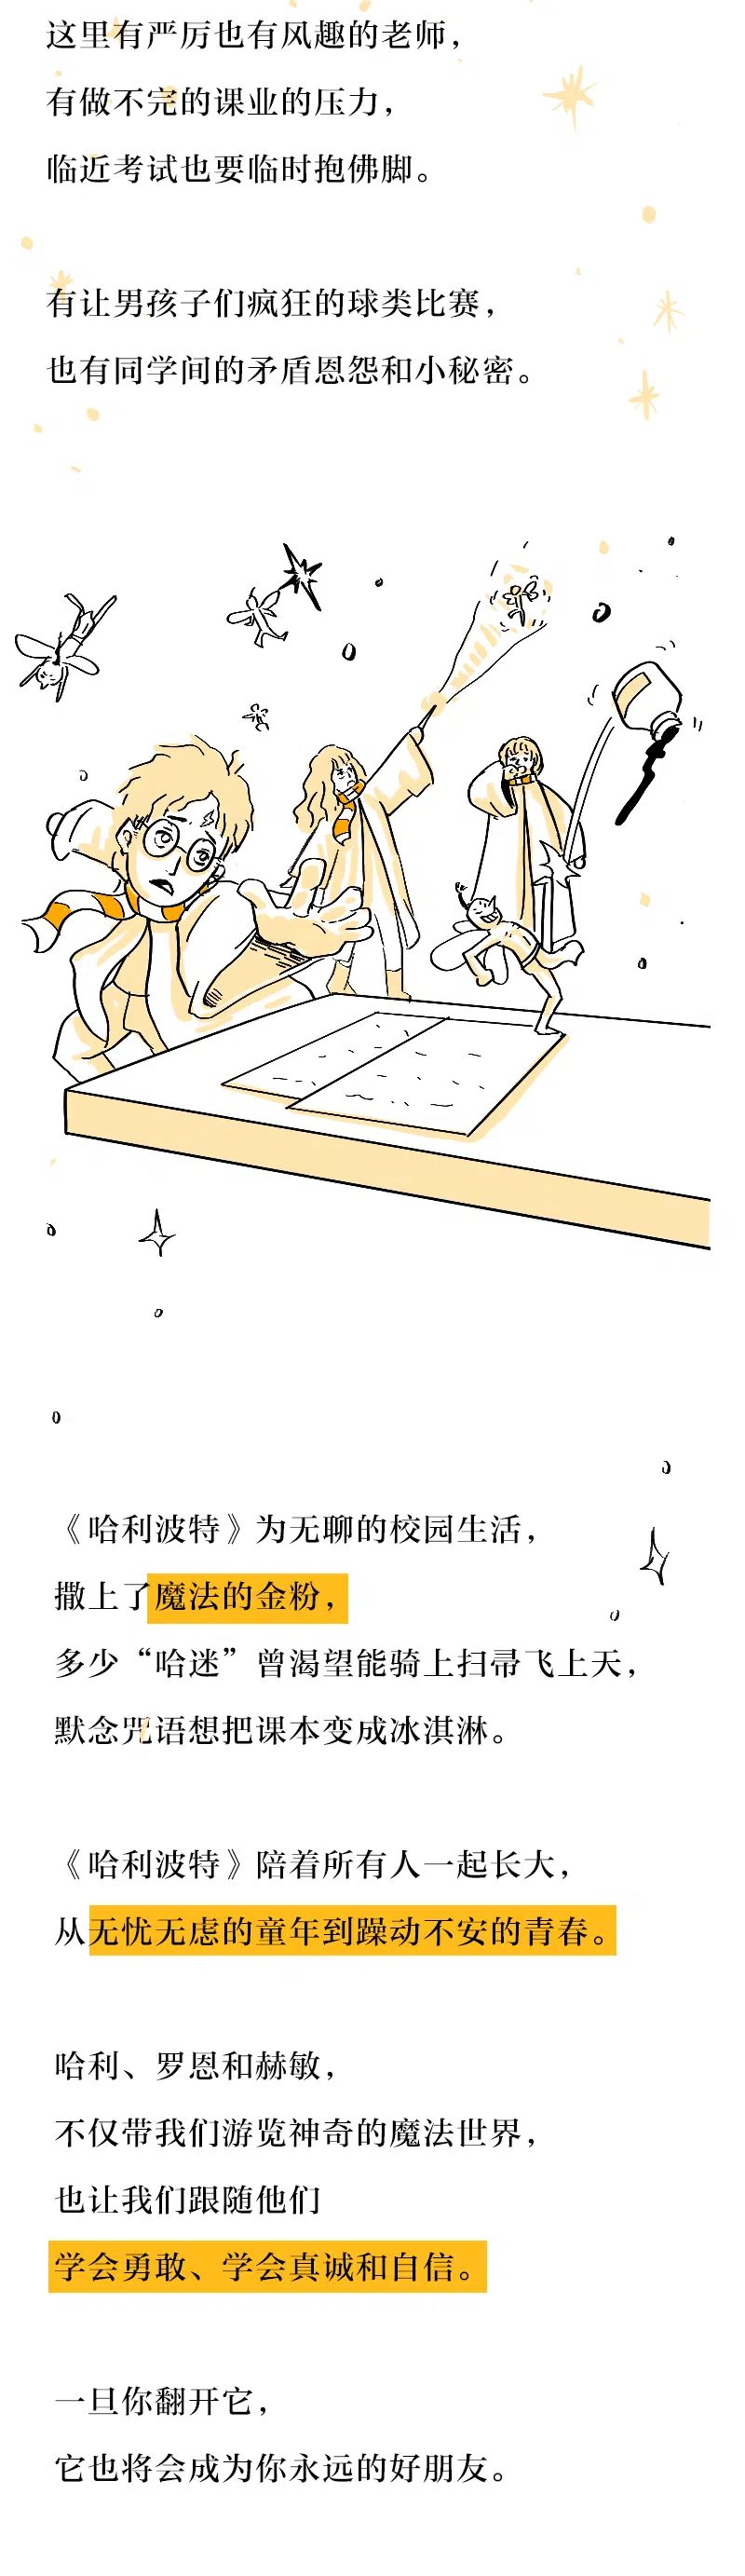 这里有严厉也有风趣的老师，
有做不完的课业的压力，
临近考试也要临时抱佛脚。
有让男孩子们疯狂的球类比赛，
也有同学间的矛盾恩怨和小秘密。
《哈利波特》为无聊的校园生活，
撒上了魔法的金粉，
多少“哈迷”曾渴望能骑上扫帚飞上天，
默念咒语想把课本变成冰淇淋。
《哈利波特》陪着所有人一起长大，
从无忧无虑的童年到躁动不安的青春。
哈利、罗恩和赫敏，
不仅带我们游览神奇的魔法世界，
也让我们跟随他们
学会勇敢、学会真诚和自信。
一旦你翻开它，
它也将会成为你永远的好朋友。